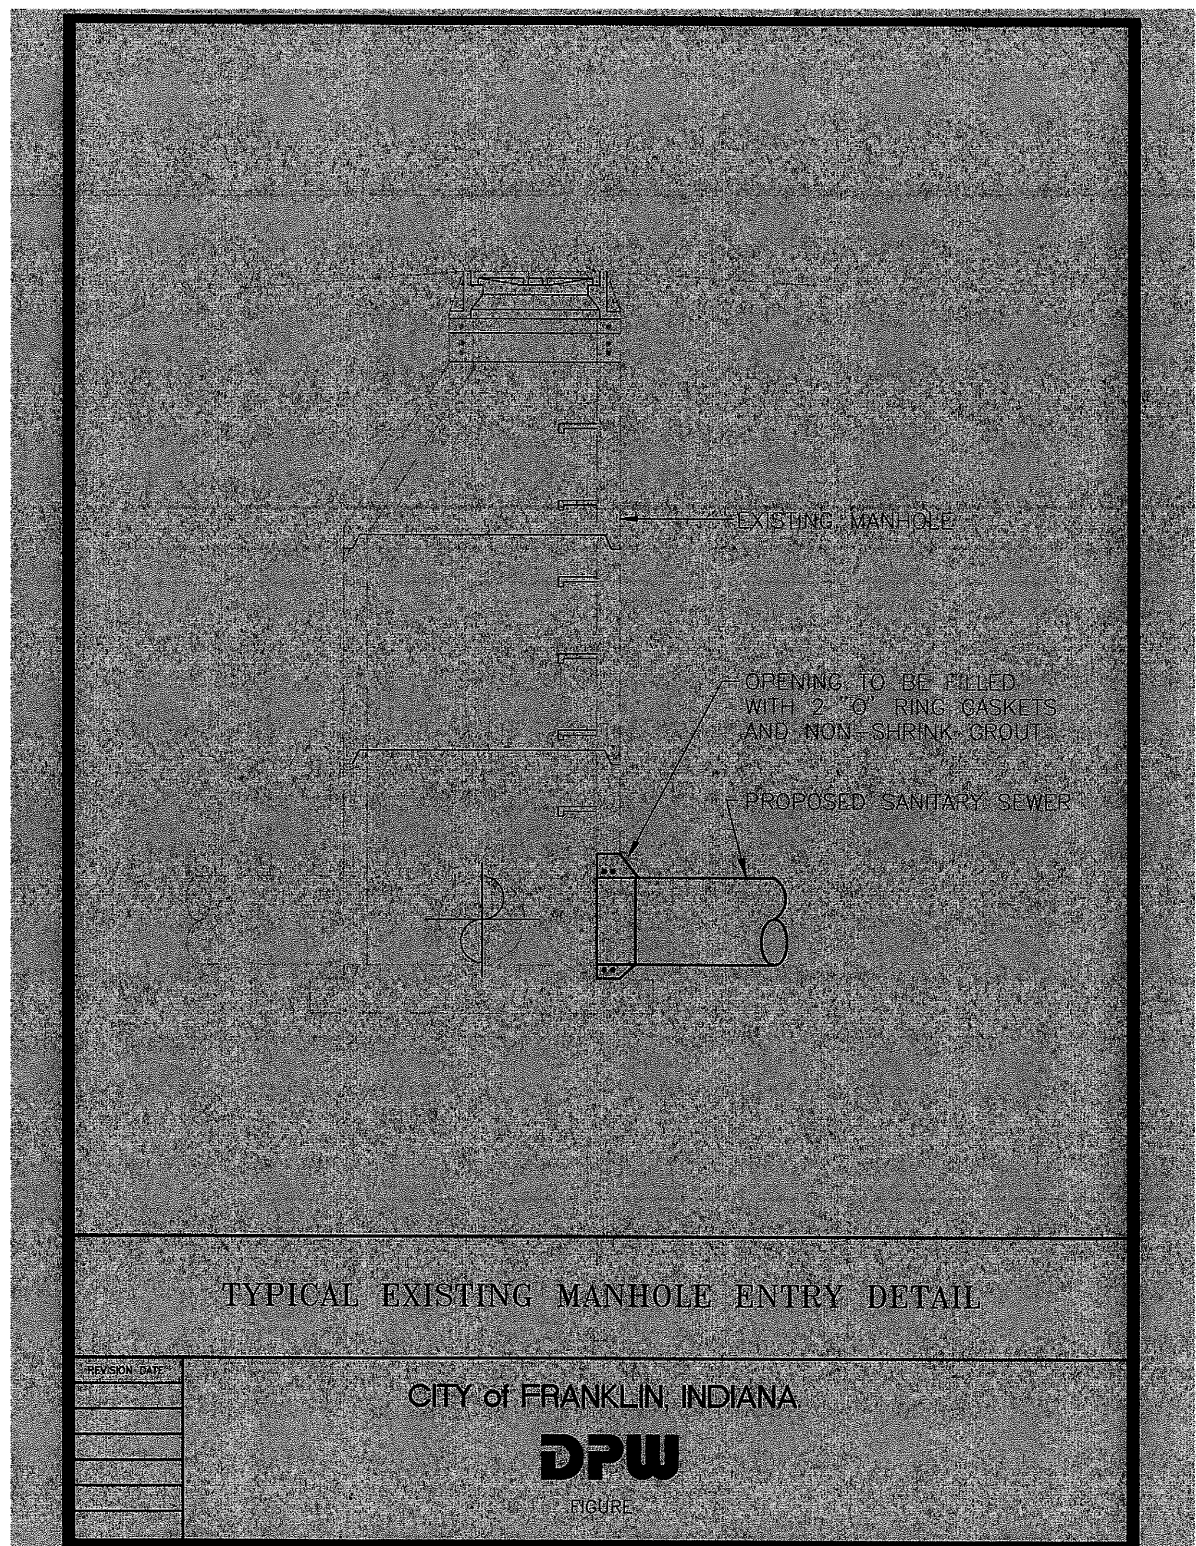 EXISTING MANHOLE
OPENING TO BE FILLED
WITH 2 "O" RING GASKETS
AND NON-SHRINK GROUTS
PROPOSED SANITARY SEWER
TYPICAL EXISTING MANHOLE ENTRY DETAIL
REVISION DATE
CITY of FRANKLIN, INDIANA
DPW
FIGURE